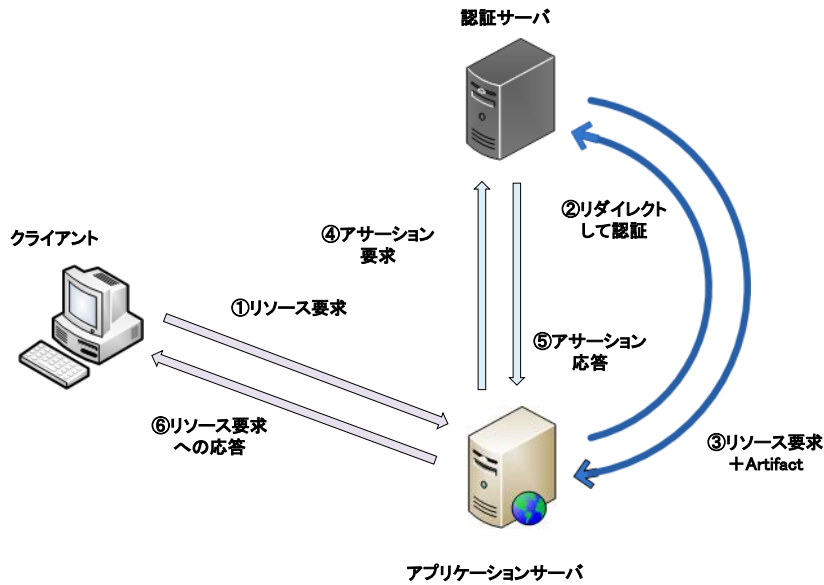 認証サーバ
②リダイレクト
して認証
④アサーション
要求
クライアント
①リソース要求
⑤アサーション
応答
⑥リソース要求
への応答
③リソース要求
＋Artifact
アプリケーションサーバ